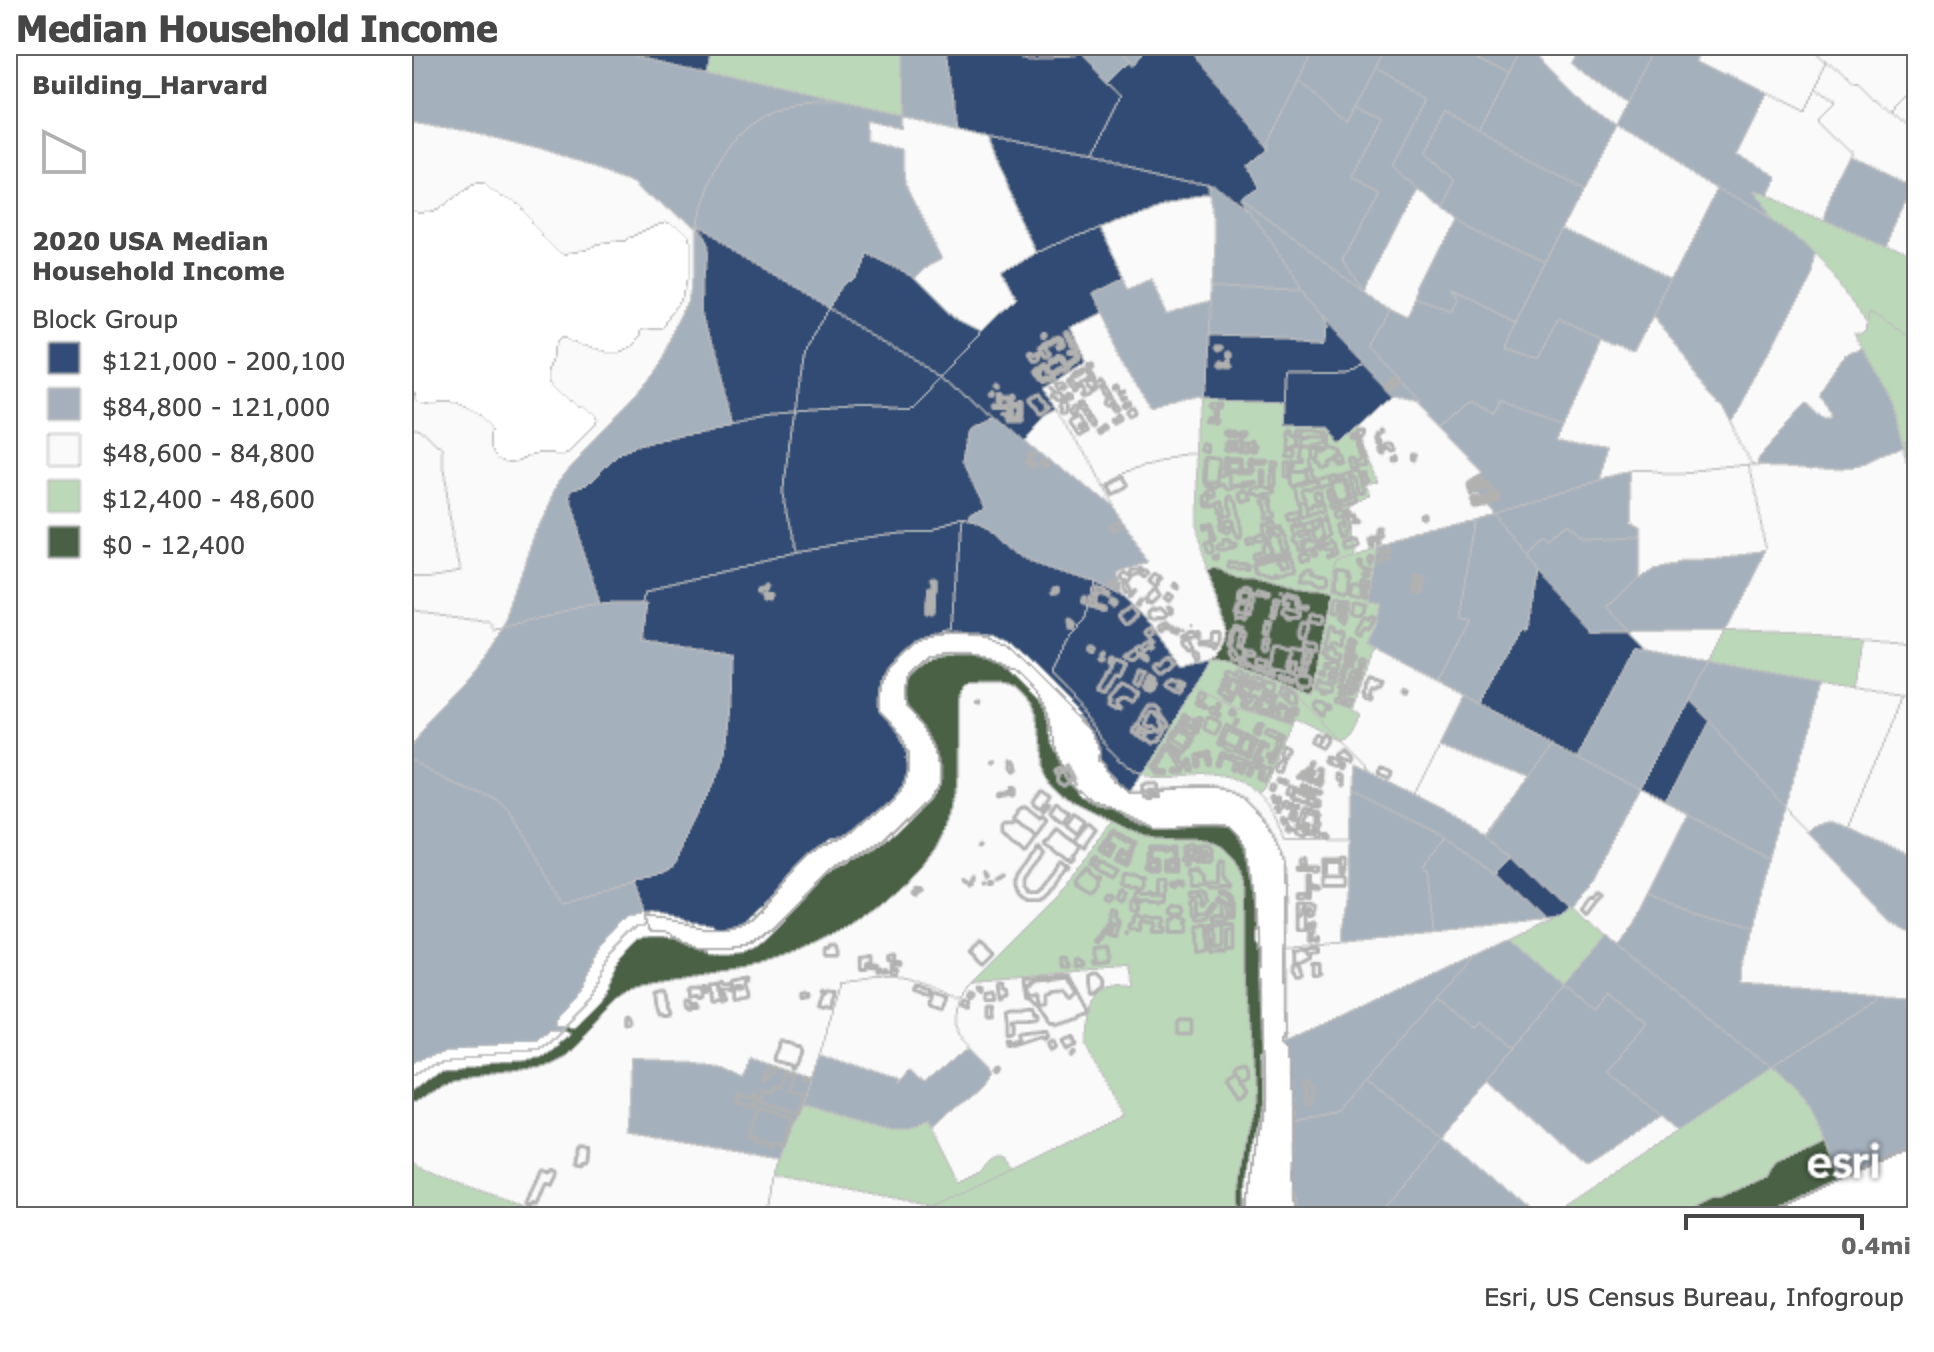 Median Household Income
Building_Harvard
2020 USA Median
Household Income
Block Group
$121,000 - 200,100
$84,800 - 121,000
$48,600 - 84,800
$12,400 - 48,600
$0 - 12,400
esri
0.4mi
Esri, US Census Bureau, Infogroup